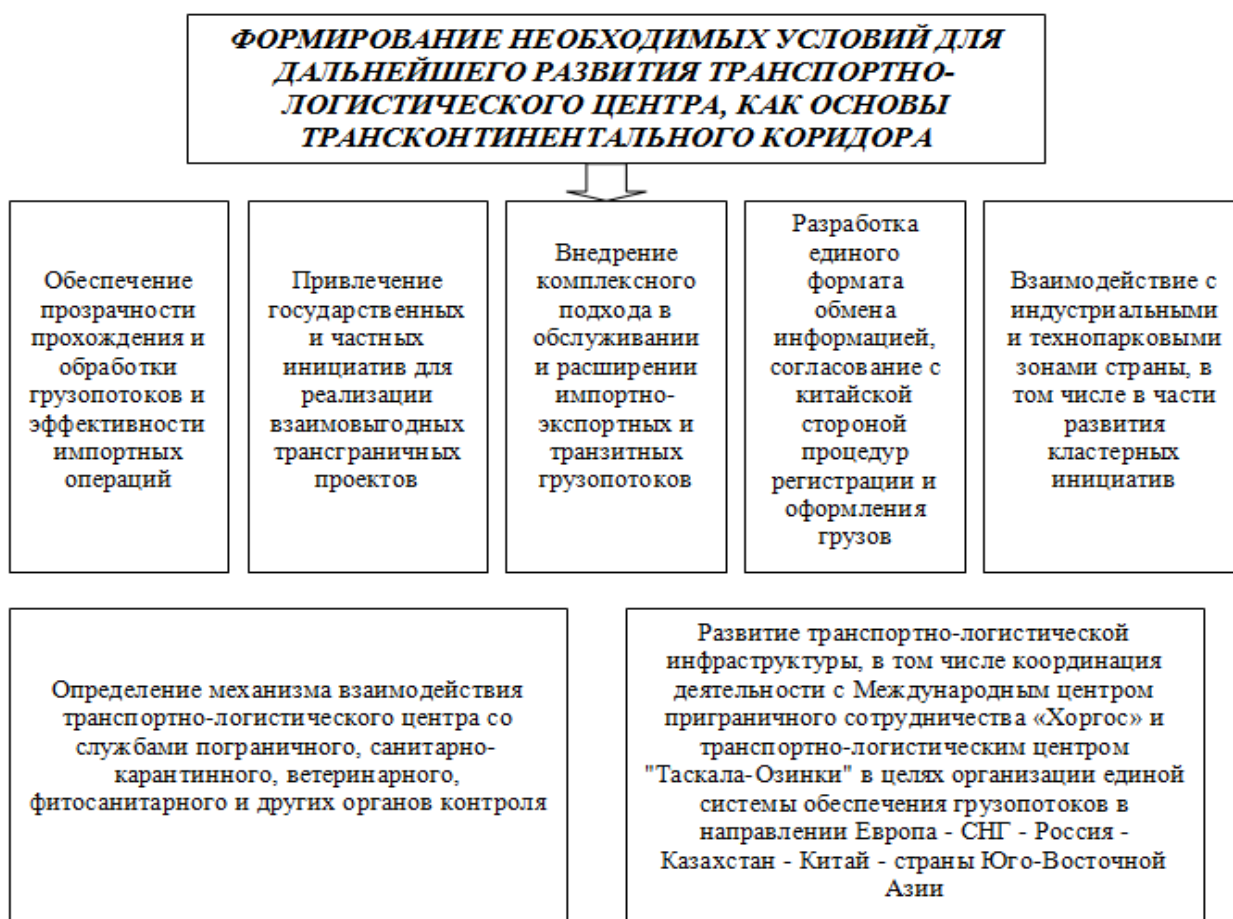 ФОРМИРОВАНИЕ НЕОБХОДИМЫХ УСЛОВИЙ ДЛЯ
ДАЛЬНЕЙШЕГО РАЗВИТИЯ ТРАНСПОРТНО-
ЛОГИСТИЧЕСКОГО ЦЕНТРА, КАК ОСНОВЫ
ТРАНСКОНТИНЕНТАЛЬНОГО КОРИДОРА
Обеспечение
прозрачности
прохождения и
обработки
грузопотоков и
эффективности
импортных
операций
Привлечение
государственных
и частных
инициатив для
реализации
взаимовыгодных
трансграничных
проектов
Внедрение
комплексного
подхода в
обслуживании
и расширении
импортно-
экспортных и
транзитных
грузопотоков
Разработка
единого
формата
обмена
информацией,
согласование с
китайской
стороной
процедур
регистрации и
оформления
грузов
Взаимодействие с
индустриальными
и технопарковыми
зонами страны, в
том числе в части
развития
кластерных
инициатив
Определение механизма взаимодействия
транспортно-логистического центра со
службами пограничного, санитарно-
карантинного, ветеринарного,
фитосанитарного и других органов контроля
Развитие транспортно-логистической
инфраструктуры, в том числе координация
деятельности с Международным центром
приграничного сотрудничества «Хоргос» и
транспортно-логистическим центром
"Таскала-Озинки" в целях организации единой
системы обеспечения грузопотоков в
направлении Европа - СНГ - Россия -
Казахстан - Китай - страны Юго-Восточной
Азии